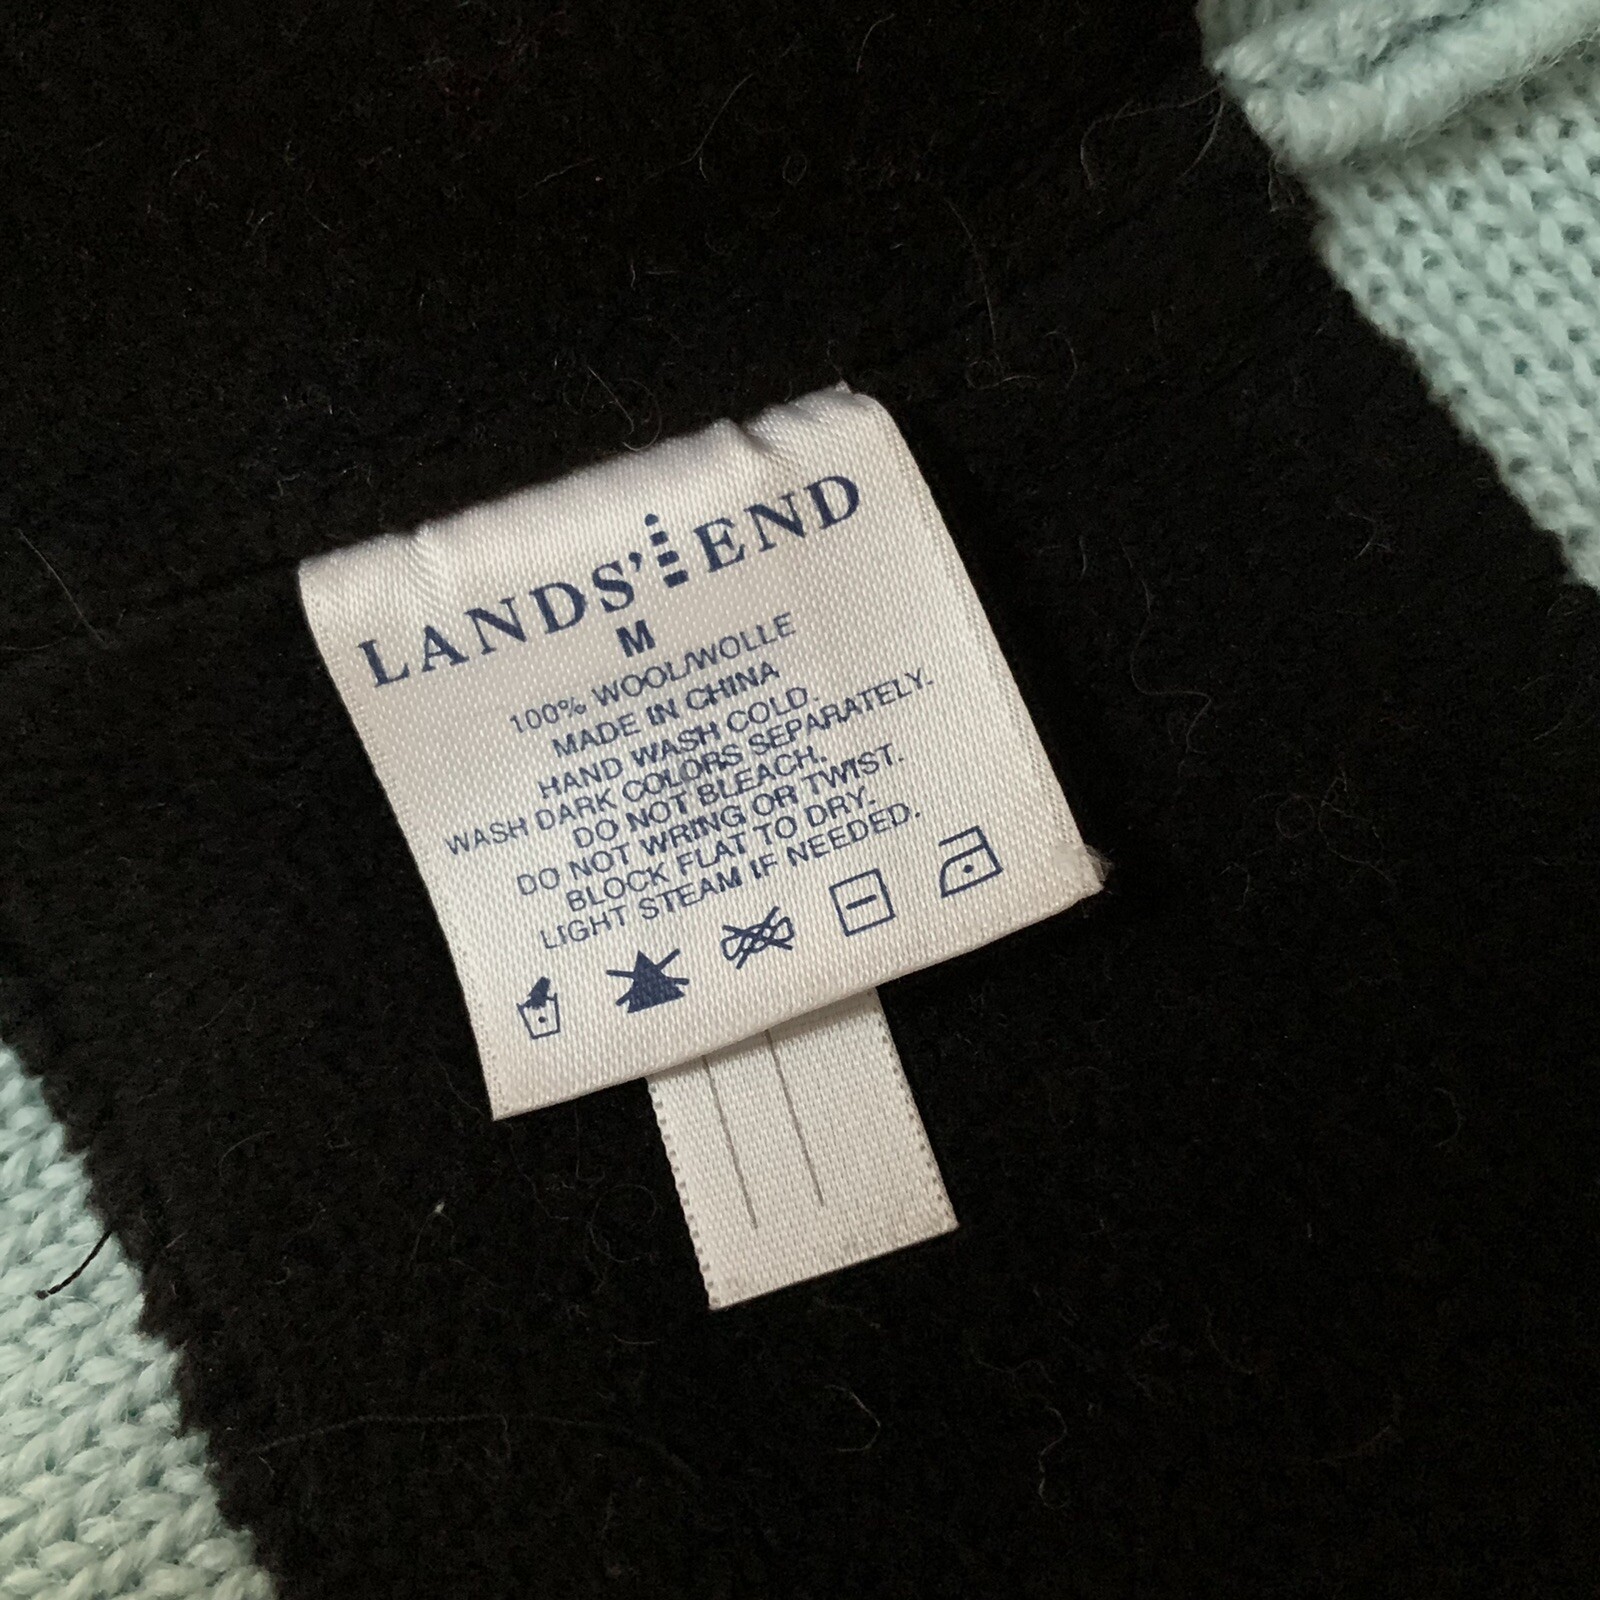 LANDS' END
M
100% WOOL/WOLLE
MADE IN CHINA
HAND WASH COLD.
WASH DARK COLORS SEPARATELY.
DO NOT BLEACH.
DO NOT WRING OR TWIST.
BLOCK FLAT TO DRY.
LIGHT STEAM IF NEEDED.